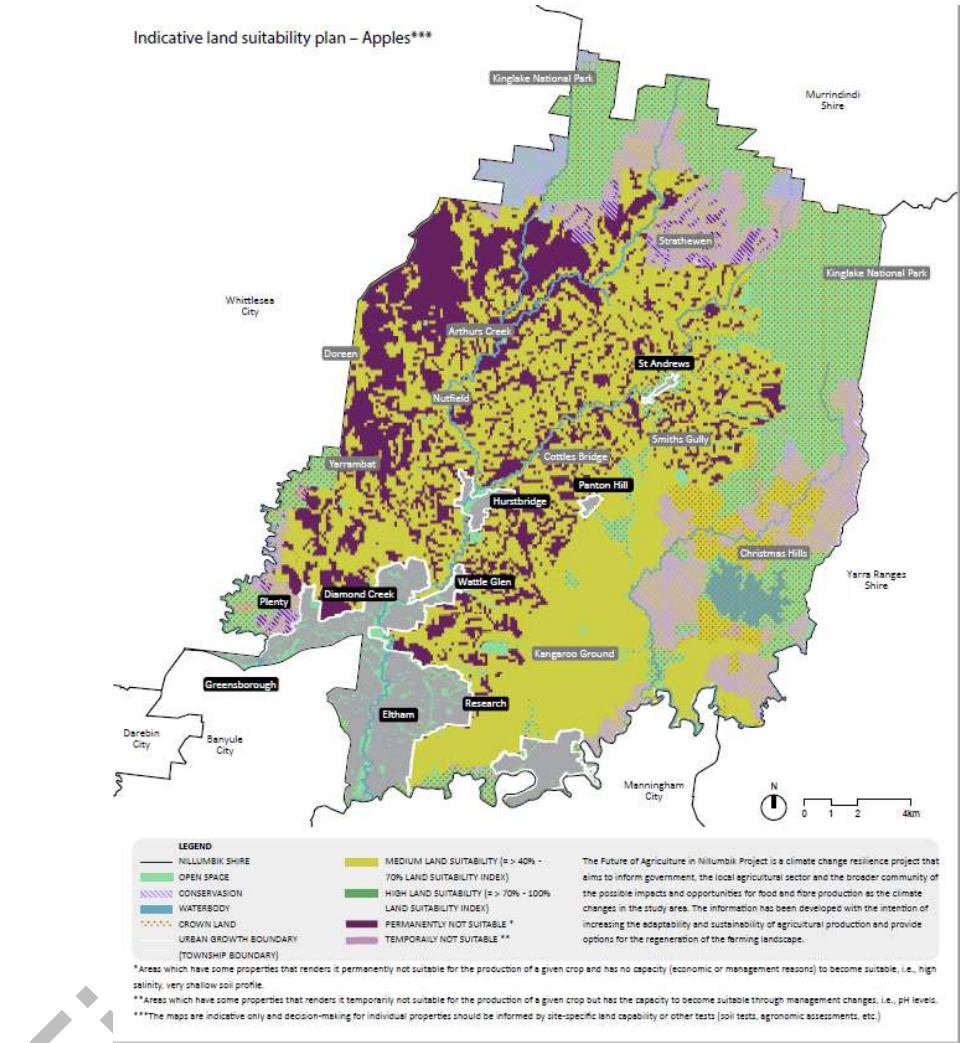 Indicative land suitability plan – Apples***
Kinglake National Park
Murrindindi
Shire
Strathewen
Kinglake National Park
Whittlesea
City
Arthurs Creek
Doreen
St Andrews
Nutfield
Smiths Gully
Cottles Bridge
Yarrambat
Panton Hill
Hurstbridge
Christmas Hills
Yarra Ranges
Shire
Wattle Glen
Diamond Creek
Plenty
Kangaroo Ground
Greensborough
Research
Eltham
Darebin
City
Banyule
City
Manningham
City
N
0 1 2 4km
LEGEND
NILLUMBIK SHIRE
OPEN SPACE
CONSERVASION
WATERBODY
CROWN LAND
URBAN GROWTH BOUNDARY
(TOWNSHIP BOUNDARY)
MEDIUM LAND SUITABILITY (= > 40% -
70% LAND SUITABILITY INDEX)
HIGH LAND SUITABILITY (= > 70% - 100%
LAND SUITABILITY INDEX)
PERMANENTLY NOT SUITABLE *
TEMPORAILY NOT SUITABLE **
The Future of Agriculture in Nillumbik Project is a climate change resilience project that
aims to inform government, the local agricultural sector and the broader community of
the possible impacts and opportunities for food and fibre production as the climate
changes in the study area. The information has been developed with the intention of
increasing the adaptability and sustainability of agricultural production and provide
options for the regeneration of the farming landscape.
*Areas which have some properties that renders it permanently not suitable for the production of a given crop and has no capacity (economic or management reasons) to become suitable, i.e., high
salinity, very shallow soil profile.
**Areas which have some properties that renders it temporarily not suitable for the production of a given crop but has the capacity to become suitable through management changes, i.e., pH levels.
***The maps are indicative only and decision-making for individual properties should be informed by site-specific land capability or other tests (soil tests, agronomic assessments, etc.)